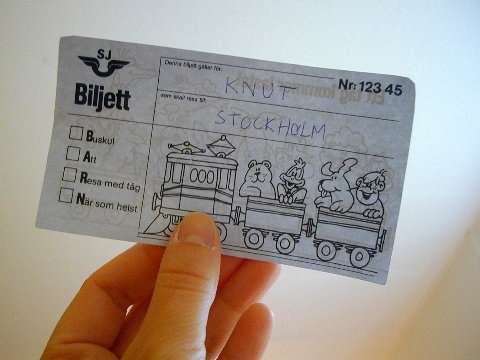 SJ
Biljett
Denna biljett gäller för:
KNUT
Nr: 123 45
som skall resa till:
STOCKHOLM
Buskul
Att
Resa med tåg
När som helst